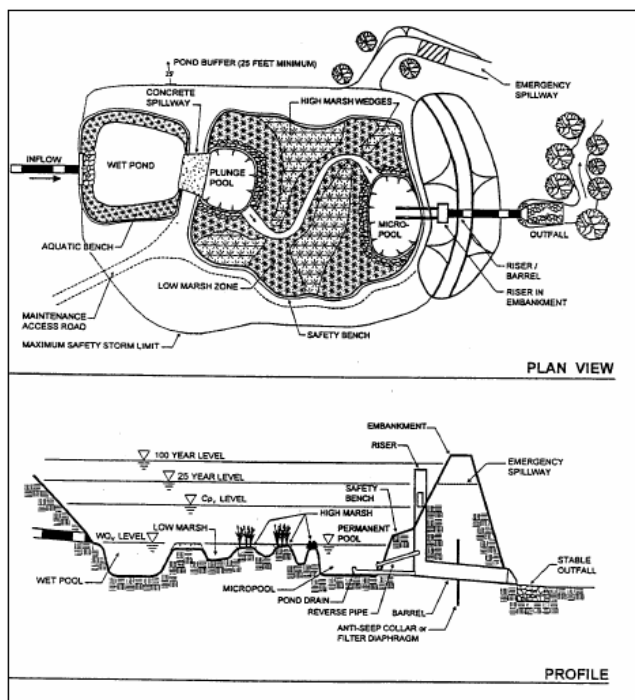 POND BUFFER (25 FEET MINIMUM)
EMERGENCY
SPILLWAY
CONCRETE
SPILLWAY
HIGH MARSH WEDGES
INFLOW
WET POND
PLUNGE
POOL
MICRO-
POOL
OUTFALL
AQUATIC BENCH
RISER /
BARREL
LOW MARSH ZONE
RISER IN
EMBANKMENT
MAINTENANCE
ACCESS ROAD
SAFETY BENCH
MAXIMUM SAFETY STORM LIMIT
PLAN VIEW
EMBANKMENT
RISER
100 YEAR LEVEL
EMERGENCY
SPILLWAY
25 YEAR LEVEL
SAFETY
BENCH
CPv LEVEL
HIGH MARSH
WQv LEVEL
LOW MARSH
PERMANENT
POOL
WET POOL
STABLE
OUTFALL
MICROPOOL
POND DRAIN
REVERSE PIPE
BARREL
ANTI-SEEP COLLAR or
FILTER DIAPHRAGM
PROFILE